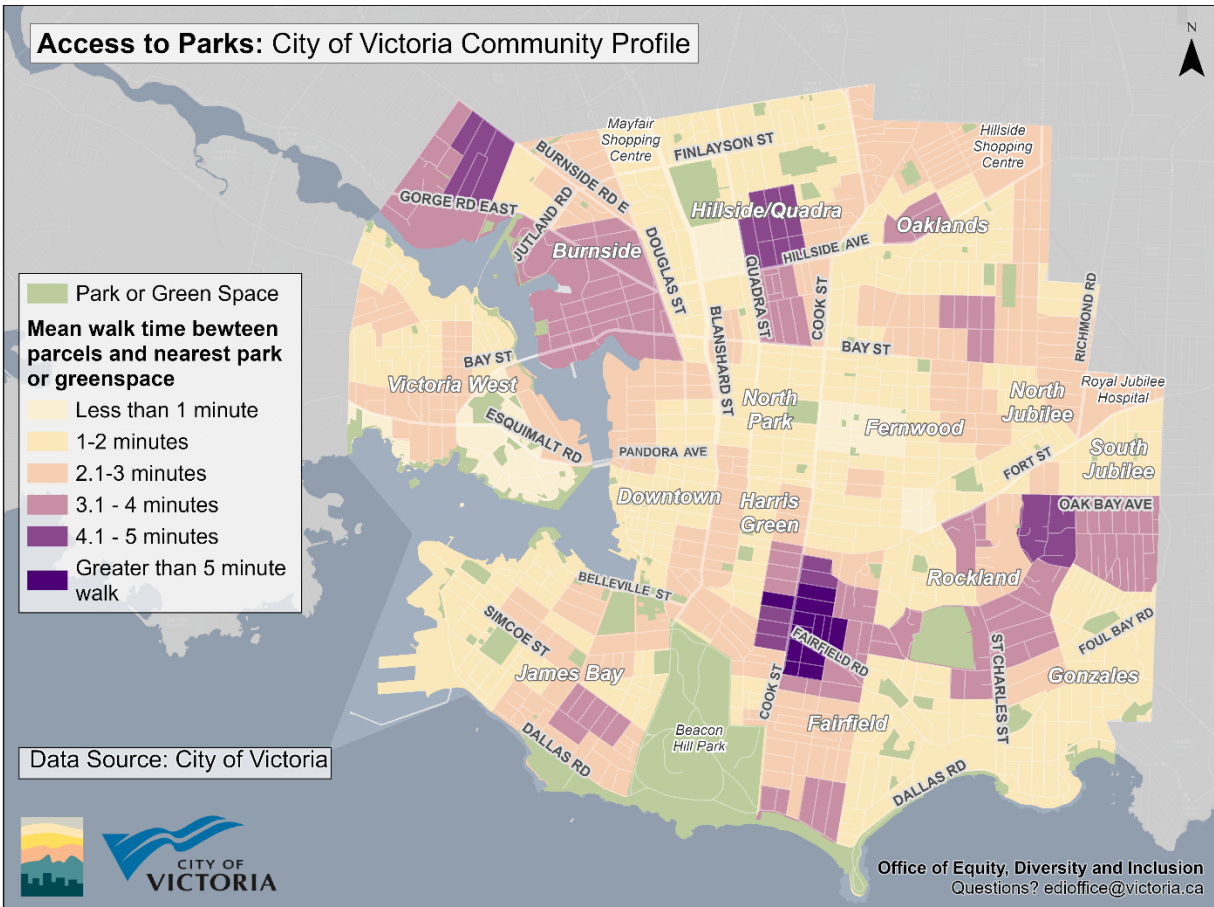 Access to Parks: City of Victoria Community Profile
N
Mayfair
Shopping
Centre
FINLAYSON ST
Hillside
Shopping
Centre
BURNSIDE RD E
GORGE RD EAST
JUTLAND RD
Hillside/Quadra
Oaklands
Burnside
DOUGLAS ST
HILLSIDE AVE
QUADRA ST
COOK ST
RICHMOND RD
Park or Green Space
Mean walk time bewteen
parcels and nearest park
or greenspace
Less than 1 minute
1-2 minutes
2.1-3 minutes
3.1 - 4 minutes
4.1 - 5 minutes
Greater than 5 minute
walk
BLANSHARD ST
BAY ST
BAY ST
Victoria West
North
Park
North
Jubilee
Royal Jubilee
Hospital
ESQUIMALT RD
Fernwood
PANDORA AVE
FORT ST
South
Jubilee
Downtown
Harris
Green
OAK BAY AVE
BELLEVILLE ST
Rockland
SIMCOE ST
FAIRFIELD RD
FOUL BAY RD
ST CHARLES ST
James Bay
COOK ST
Gonzales
Fairfield
Beacon
Hill Park
DALLAS RD
DALLAS RD
Data Source: City of Victoria
CITY OF
VICTORIA
Office of Equity, Diversity and Inclusion
Questions? edioffice@victoria.ca